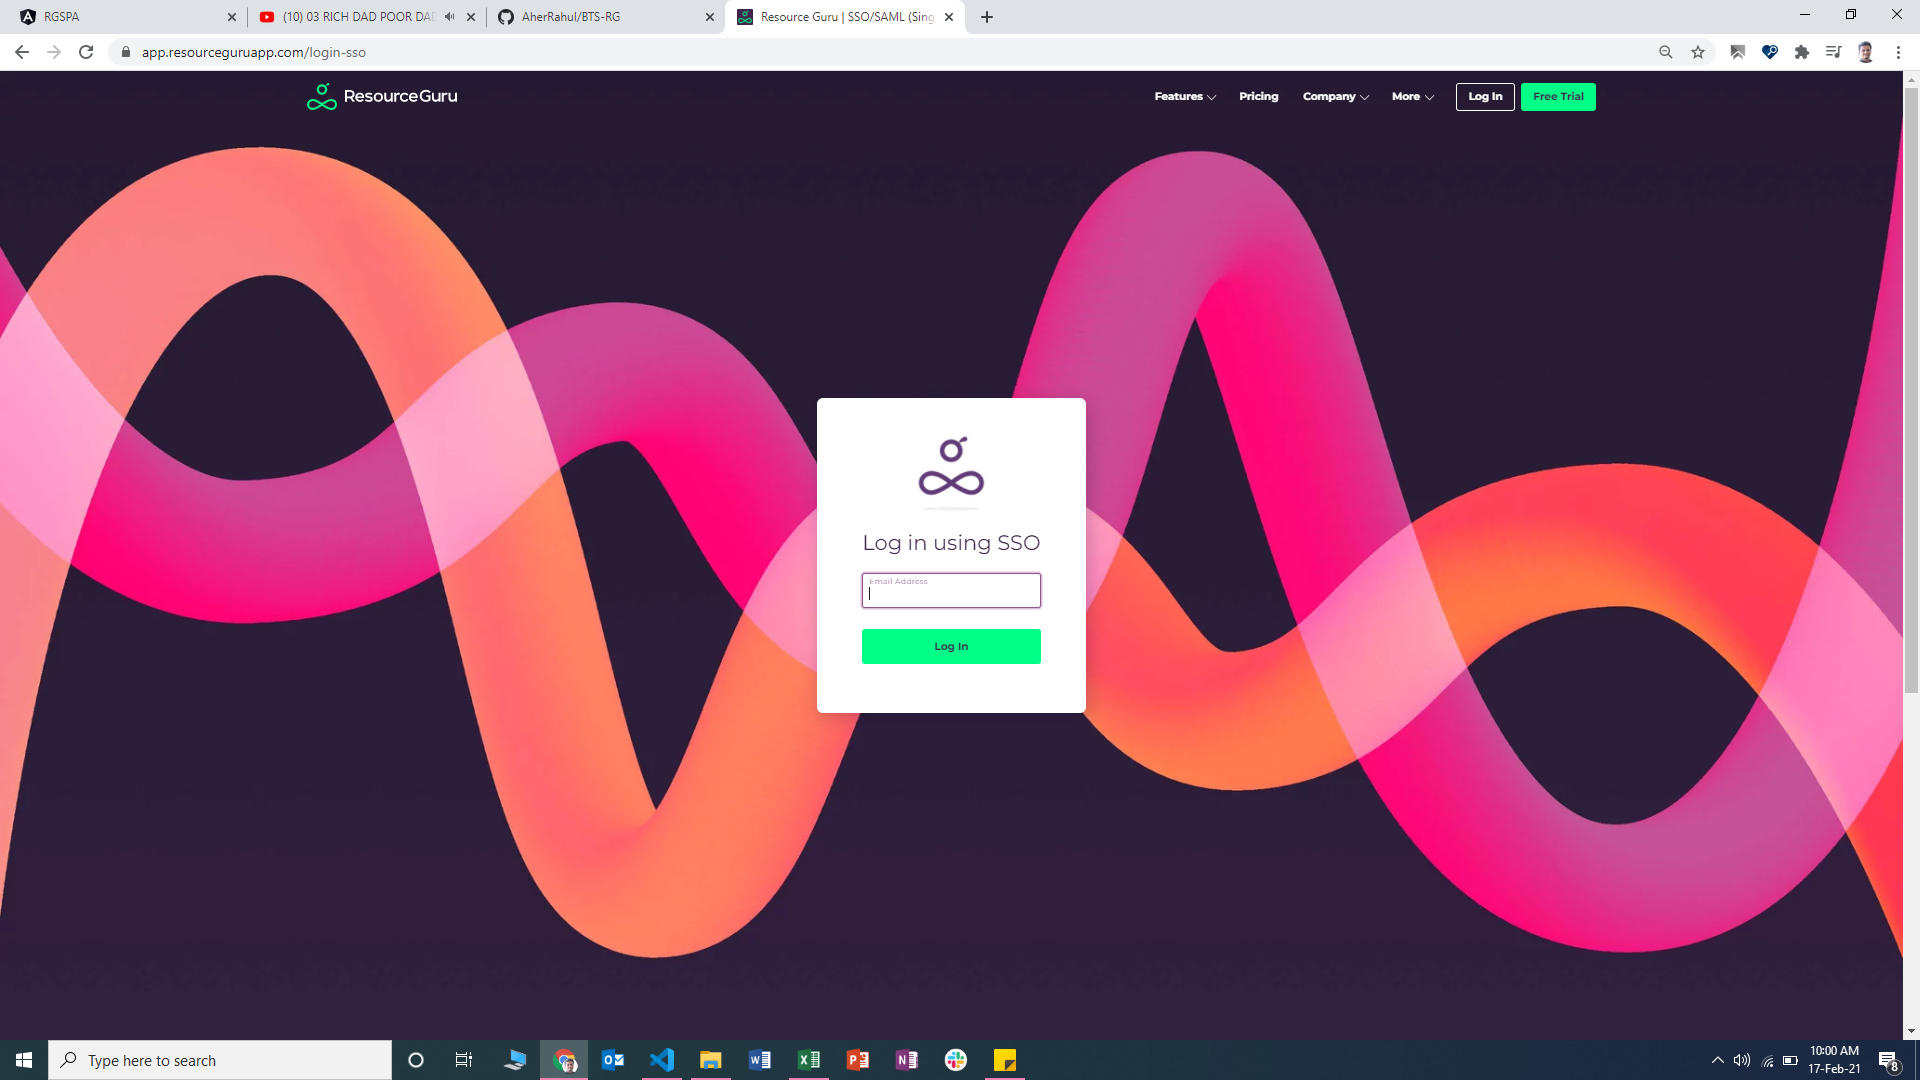 RGSPA
(10) 03 RICH DAD POOR DAD
AherRahul/BTS-RG
Resource Guru | SSO/SAML (Sing
app.resourceguruapp.com/login-sso
ResourceGuru
Features
Pricing
Company
More
Log In
Free Trial
Log in using SSO
Email Address
Log In
Type here to search
10:00 AM
17-Feb-21
8